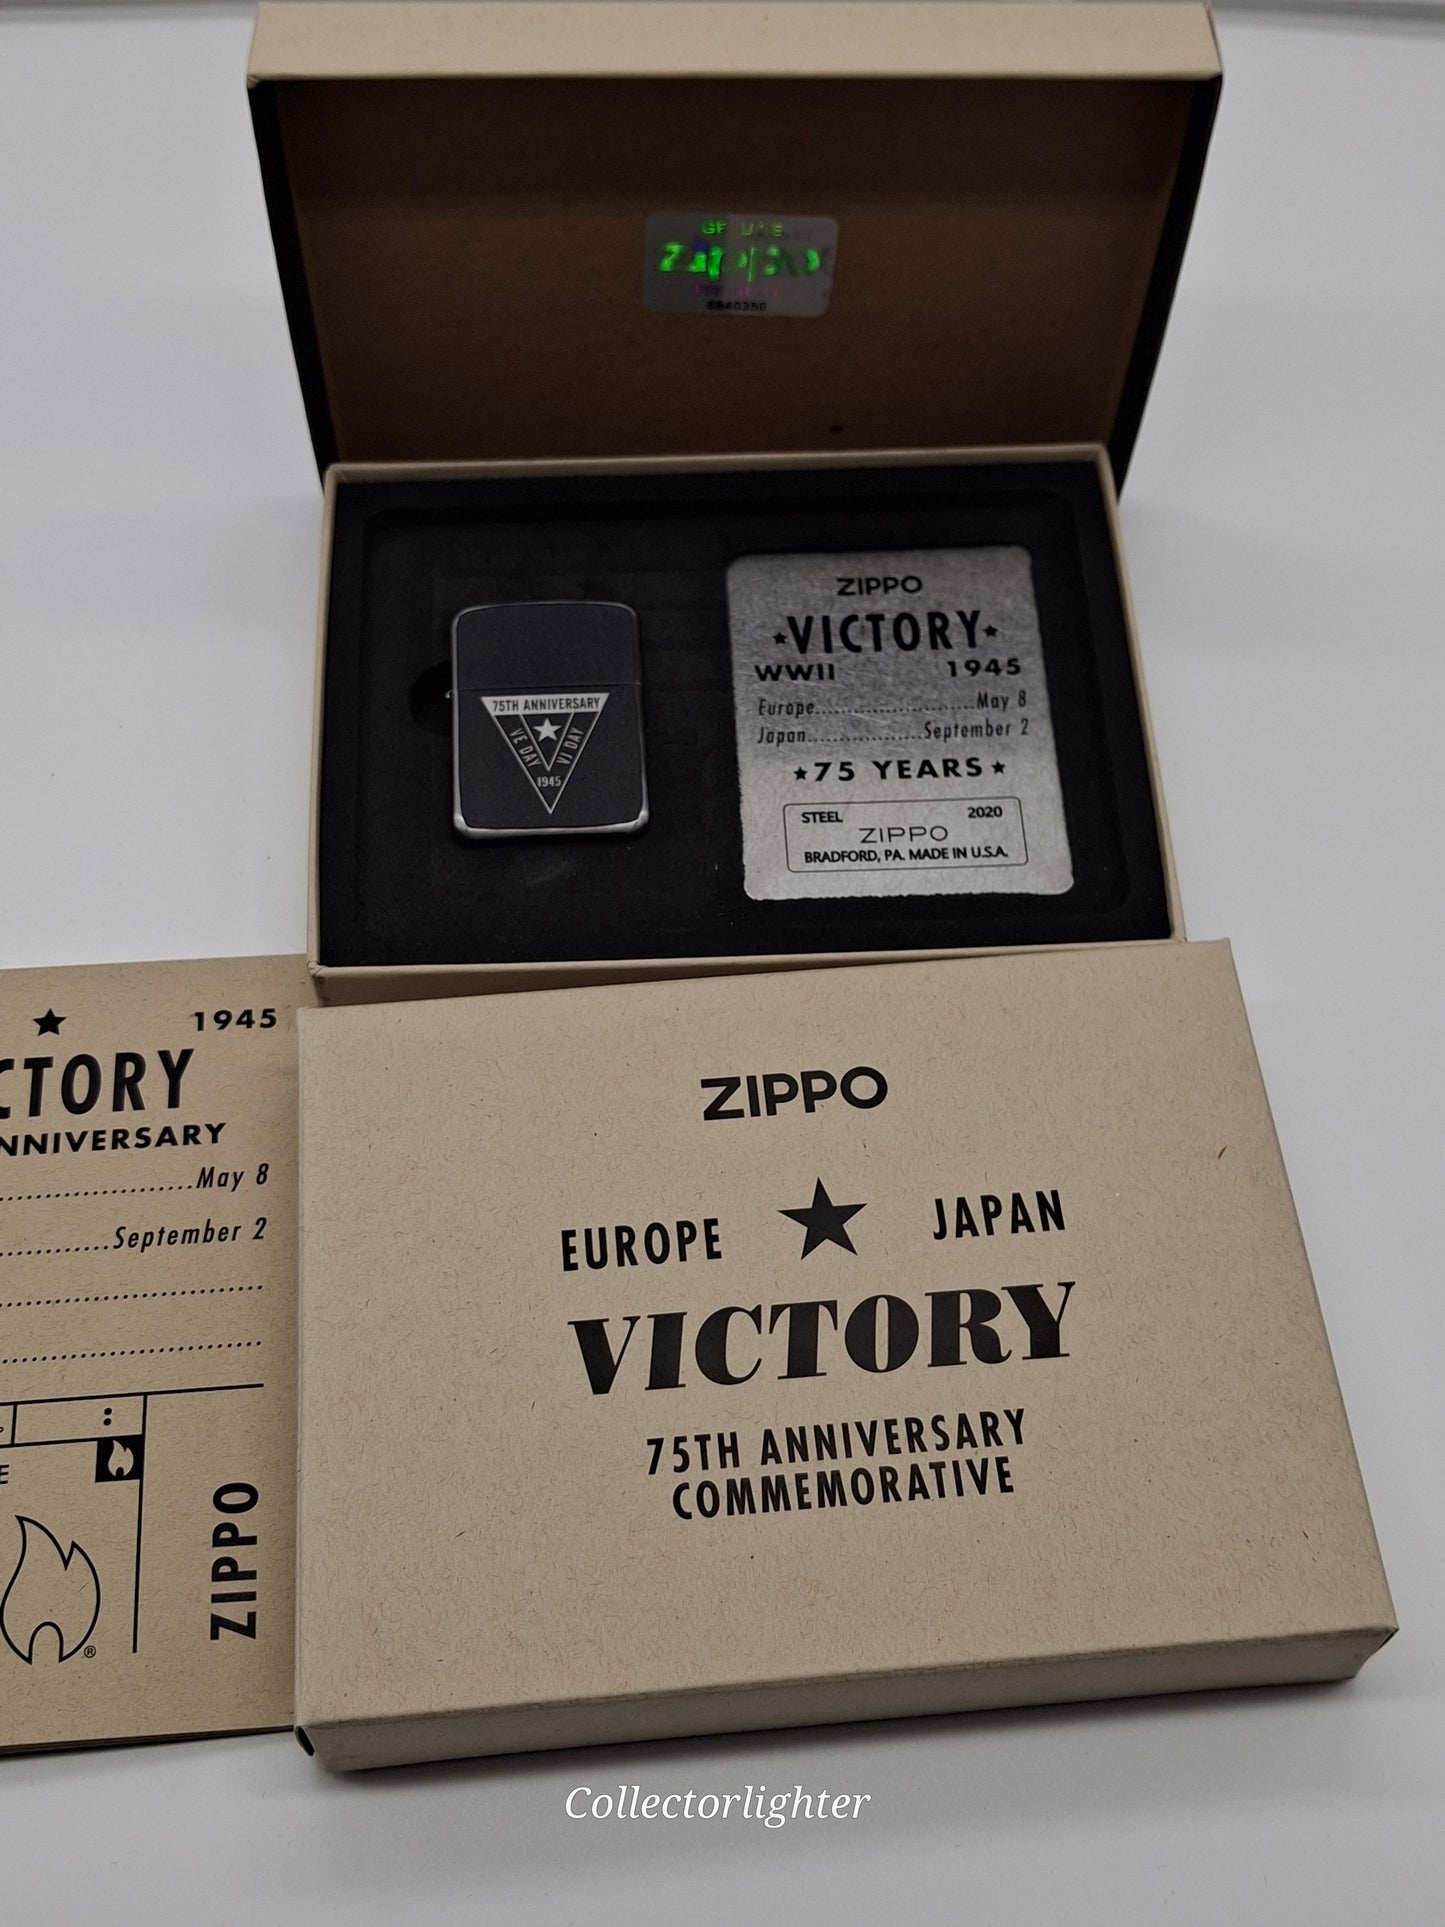 ZIPPO
★VICTORY★
WWII 1945
Europe........................May 8
Japan.................September 2
★75 YEARS★
STEEL 2020
ZIPPO
BRADFORD, PA. MADE IN U.S.A.
75TH ANNIVERSARY
VE DAY
VJ DAY
1945
★ 1945
CTORY
NNIVERSARY
........................May 8
.............September 2
ZIPPO
®
ZIPPO
EUROPE ★ JAPAN
VICTORY
75TH ANNIVERSARY
COMMEMORATIVE
Collectorlighter